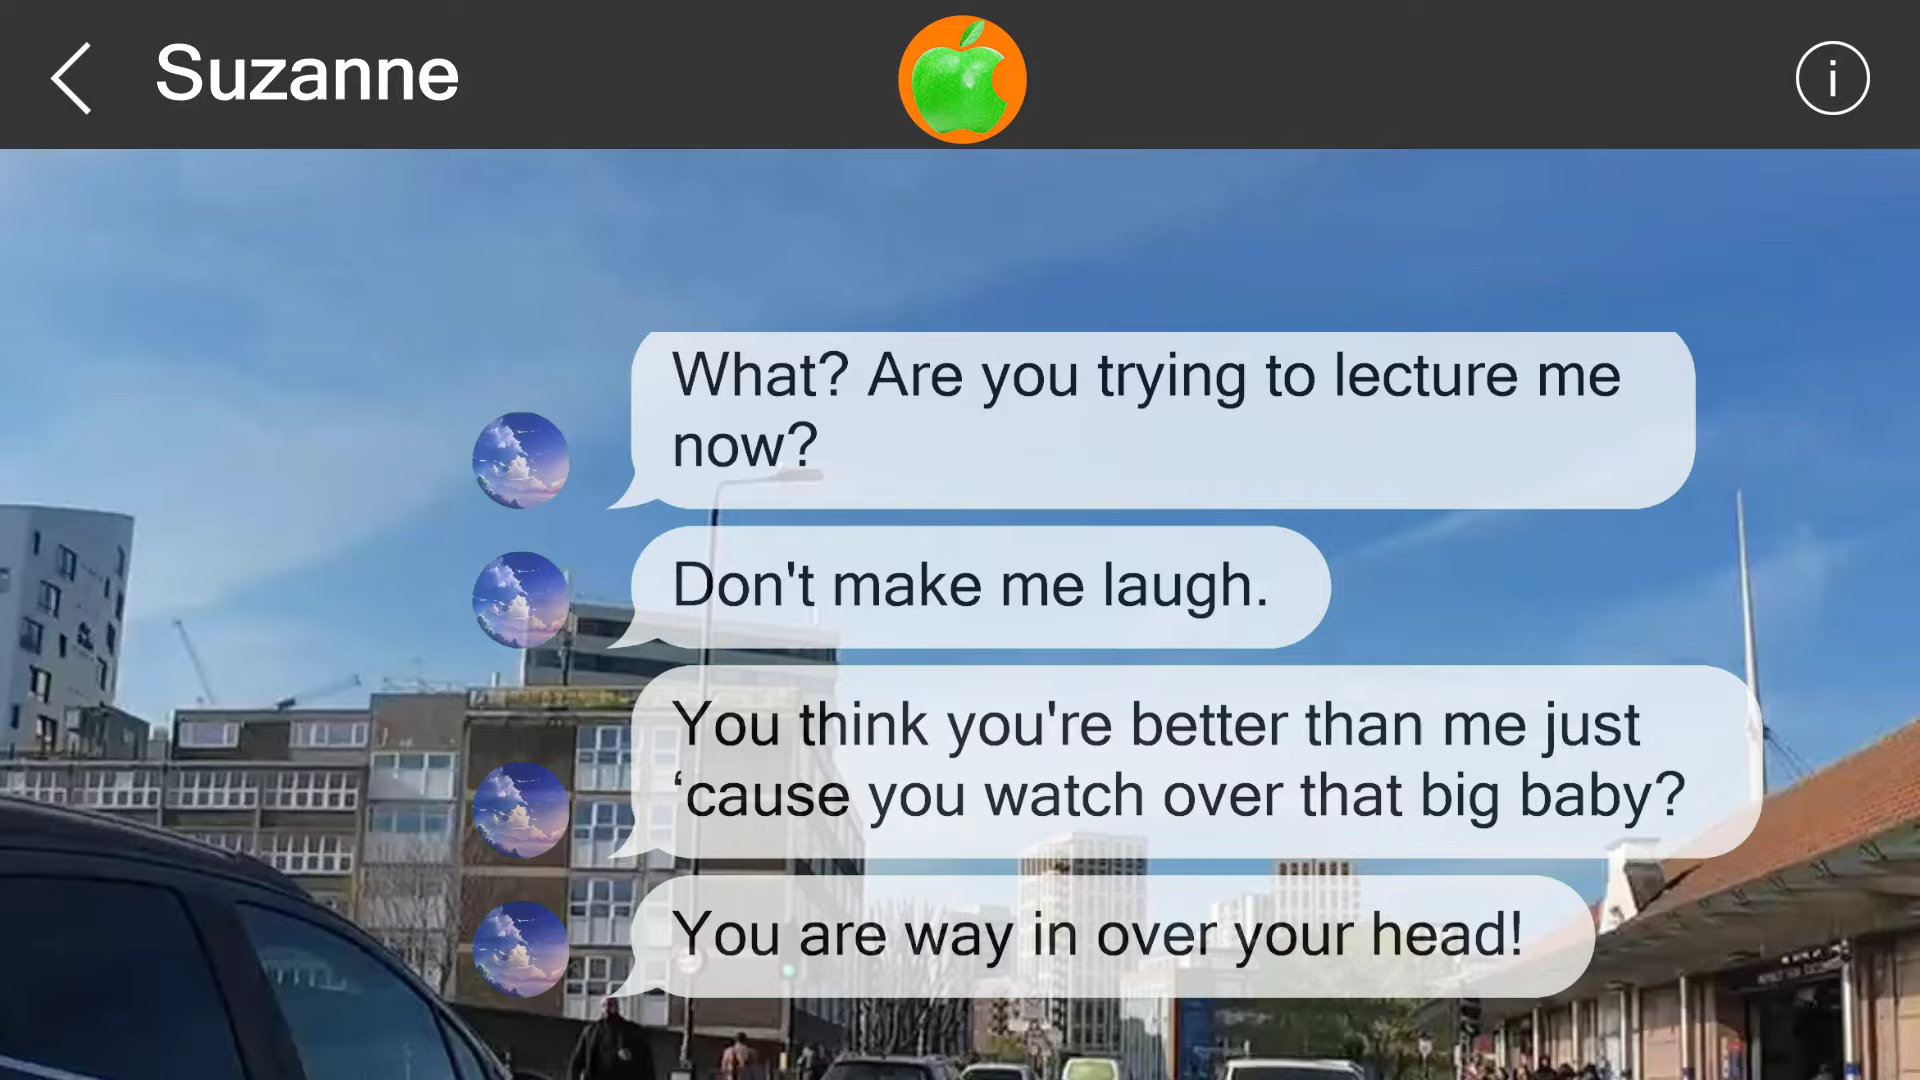 Suzanne
i
What? Are you trying to lecture me
now?
Don't make me laugh.
You think you're better than me just
‘cause you watch over that big baby?
You are way in over your head!